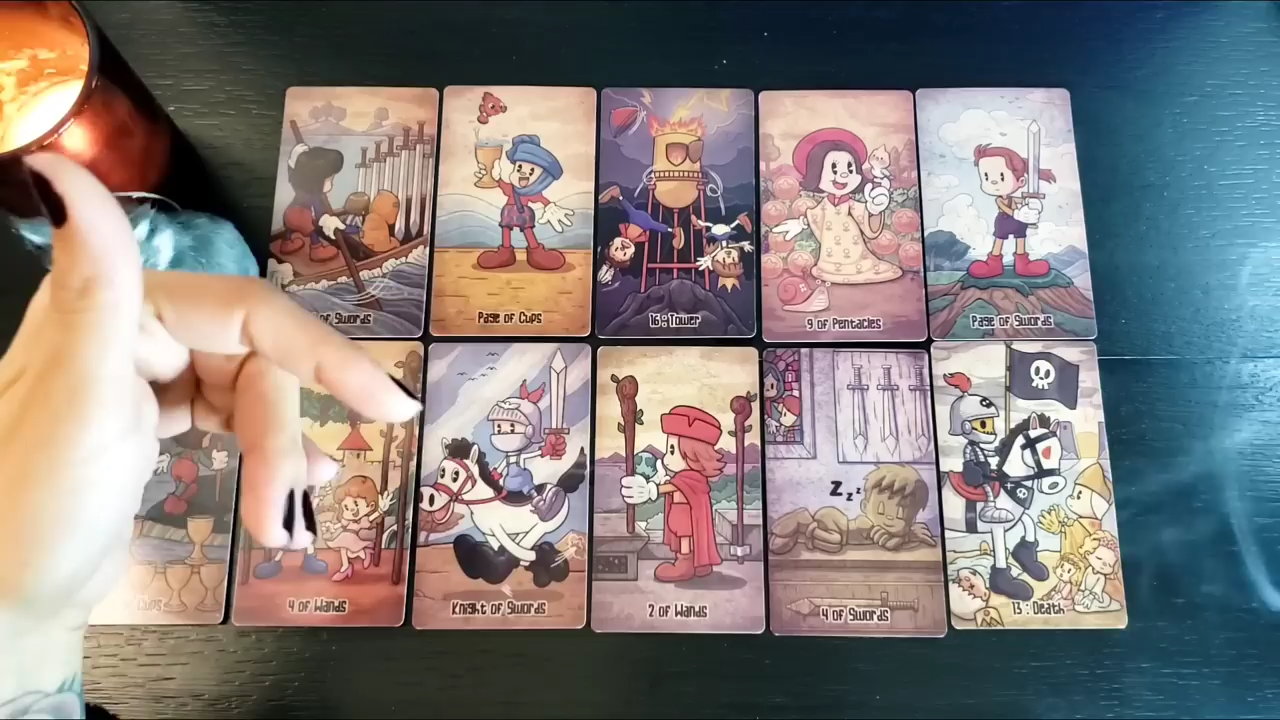 of Swords
Page of Cups
16 : Tower
9 of Pentacles
Page of Swords
Cups
4 of Wands
Knight of Swords
2 of Wands
Z z z
4 of Swords
13 : Death